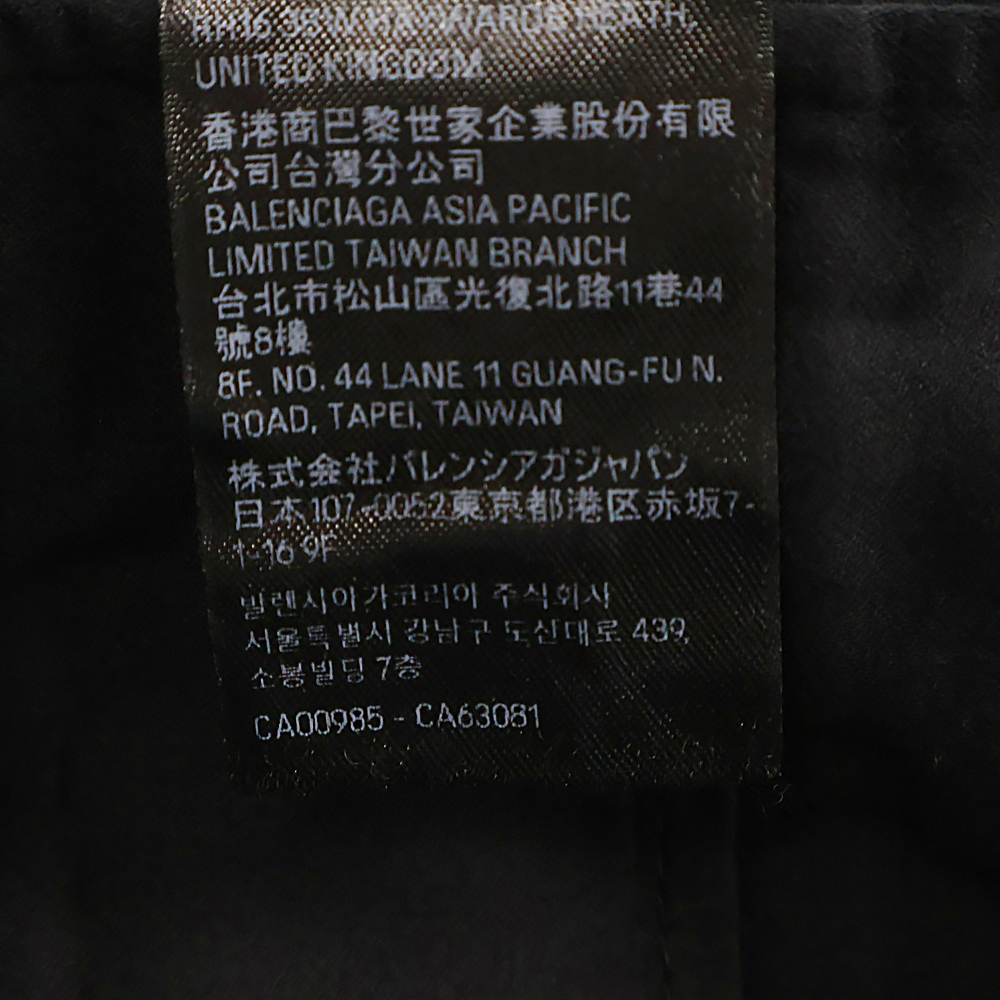 RH16 3BW HAYWARDS HEATH,
UNITED KINGDOM
香港商巴黎世家企業股份有限
公司台灣分公司
BALENCIAGA ASIA PACIFIC
LIMITED TAIWAN BRANCH
台北市松山區光復北路11巷44
號8樓
8F. NO. 44 LANE 11 GUANG-FU N.
ROAD, TAPEI, TAIWAN
株式会社バレンシアガジャパン
日本107-0052東京都港区赤坂7-
1-16 9F
발렌시아가코리아 주식회사
서울특별시 강남구 도산대로 439,
소봉빌딩 7층
CA00985 - CA63081